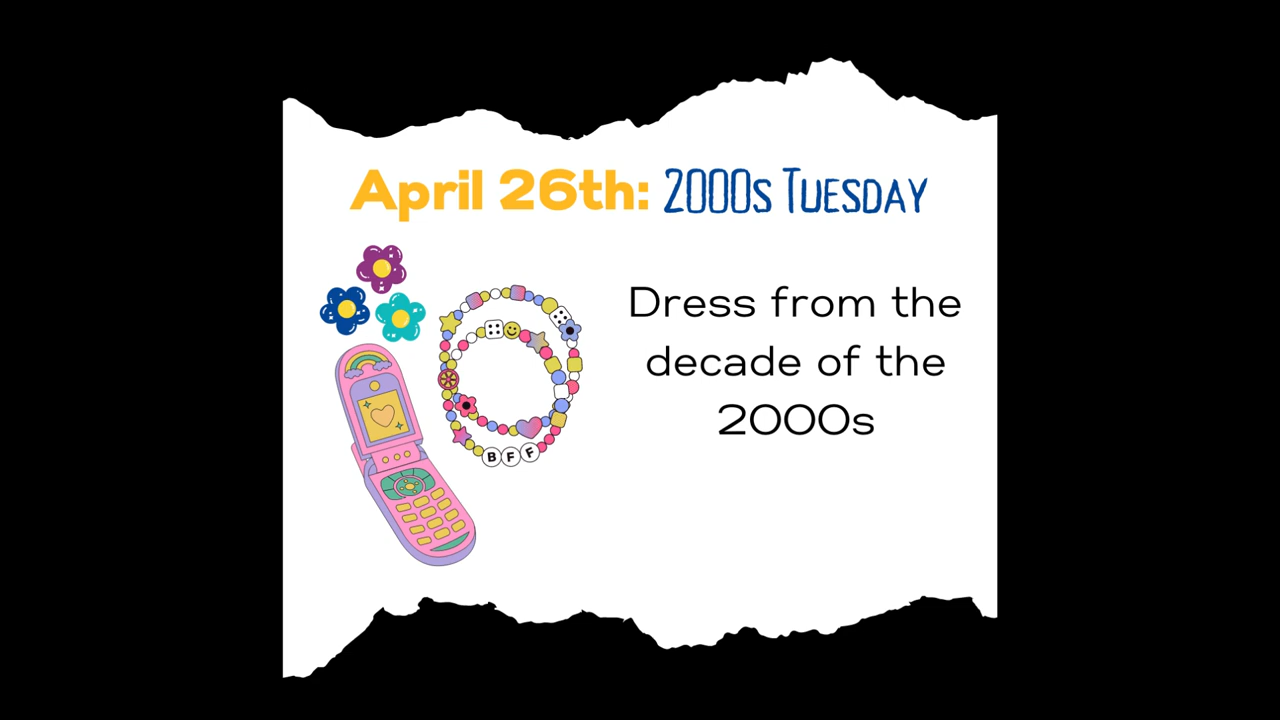 April 26th: 2000s Tuesday
Dress from the
decade of the
2000s
BFF